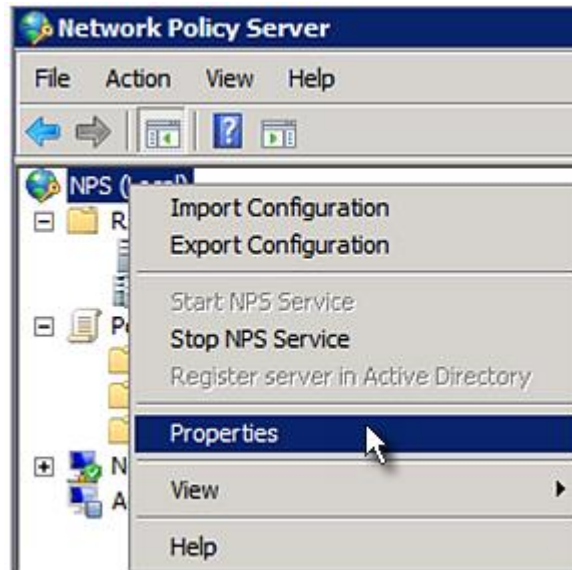 Network Policy Server
File Action View Help
NPS (Local)
Import Configuration
Export Configuration
R
Start NPS Service
Stop NPS Service
Register server in Active Directory
Properties
N
View
A
Help